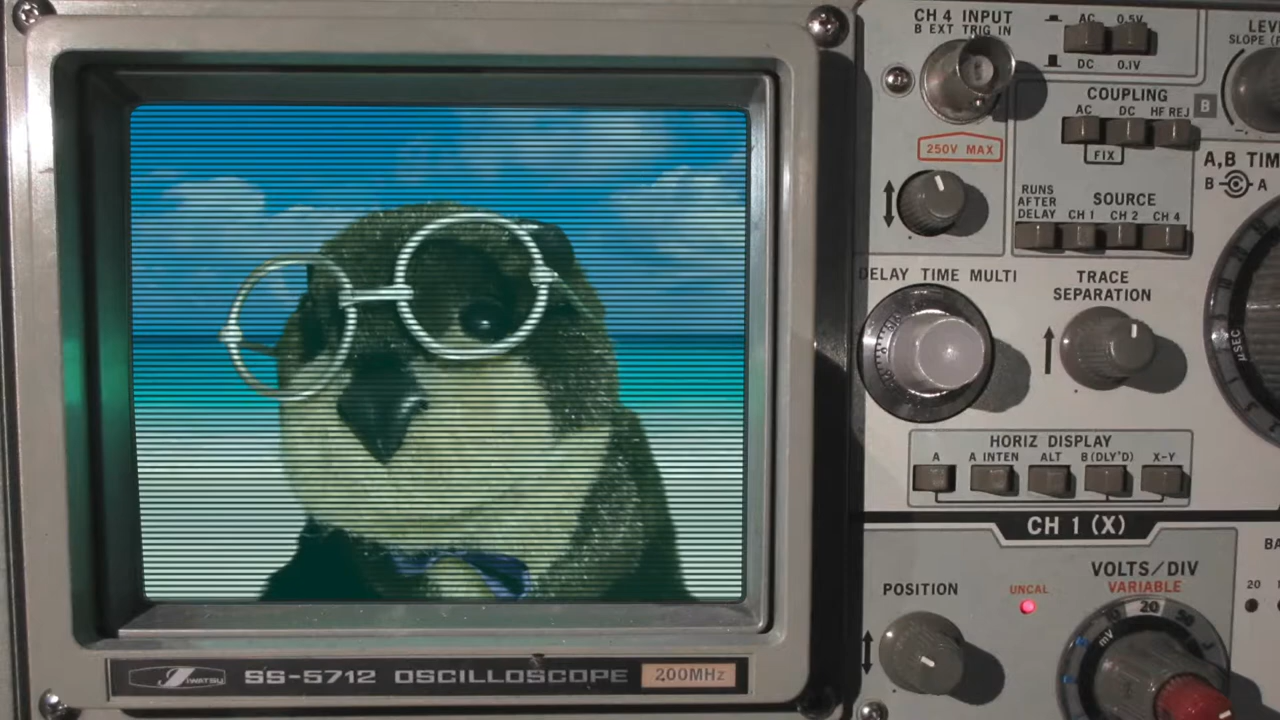 CH 4 INPUT
B EXT TRIG IN
AC 0.5V
DC 0.1V
LEVE
SLOPE (P
COUPLING
AC DC HF REJ
B
FIX
250V MAX
A,B TIM
B A
RUNS
AFTER
DELAY
SOURCE
CH 1 CH 2 CH 4
DELAY TIME MULTI
TRACE
SEPARATION
μSEC
HORIZ DISPLAY
A A INTEN ALT B (DLY'D) X-Y
CH 1 (X)
BA
VOLTS/DIV
VARIABLE
POSITION
UNCAL
20
20
50
mV
IWATSU
SS-5712 OSCILLOSCOPE 200MHz